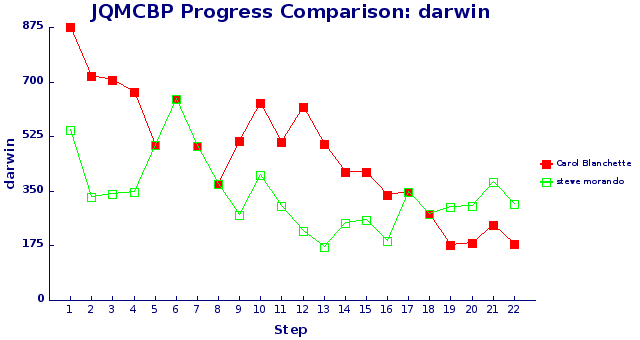 JQMCBP Progress Comparison: darwin
875
700
525
350
175
0
darwin
1 2 3 4 5 6 7 8 9 10 11 12 13 14 15 16 17 18 19 20 21 22
Step
Carol Blanchette
steve morando